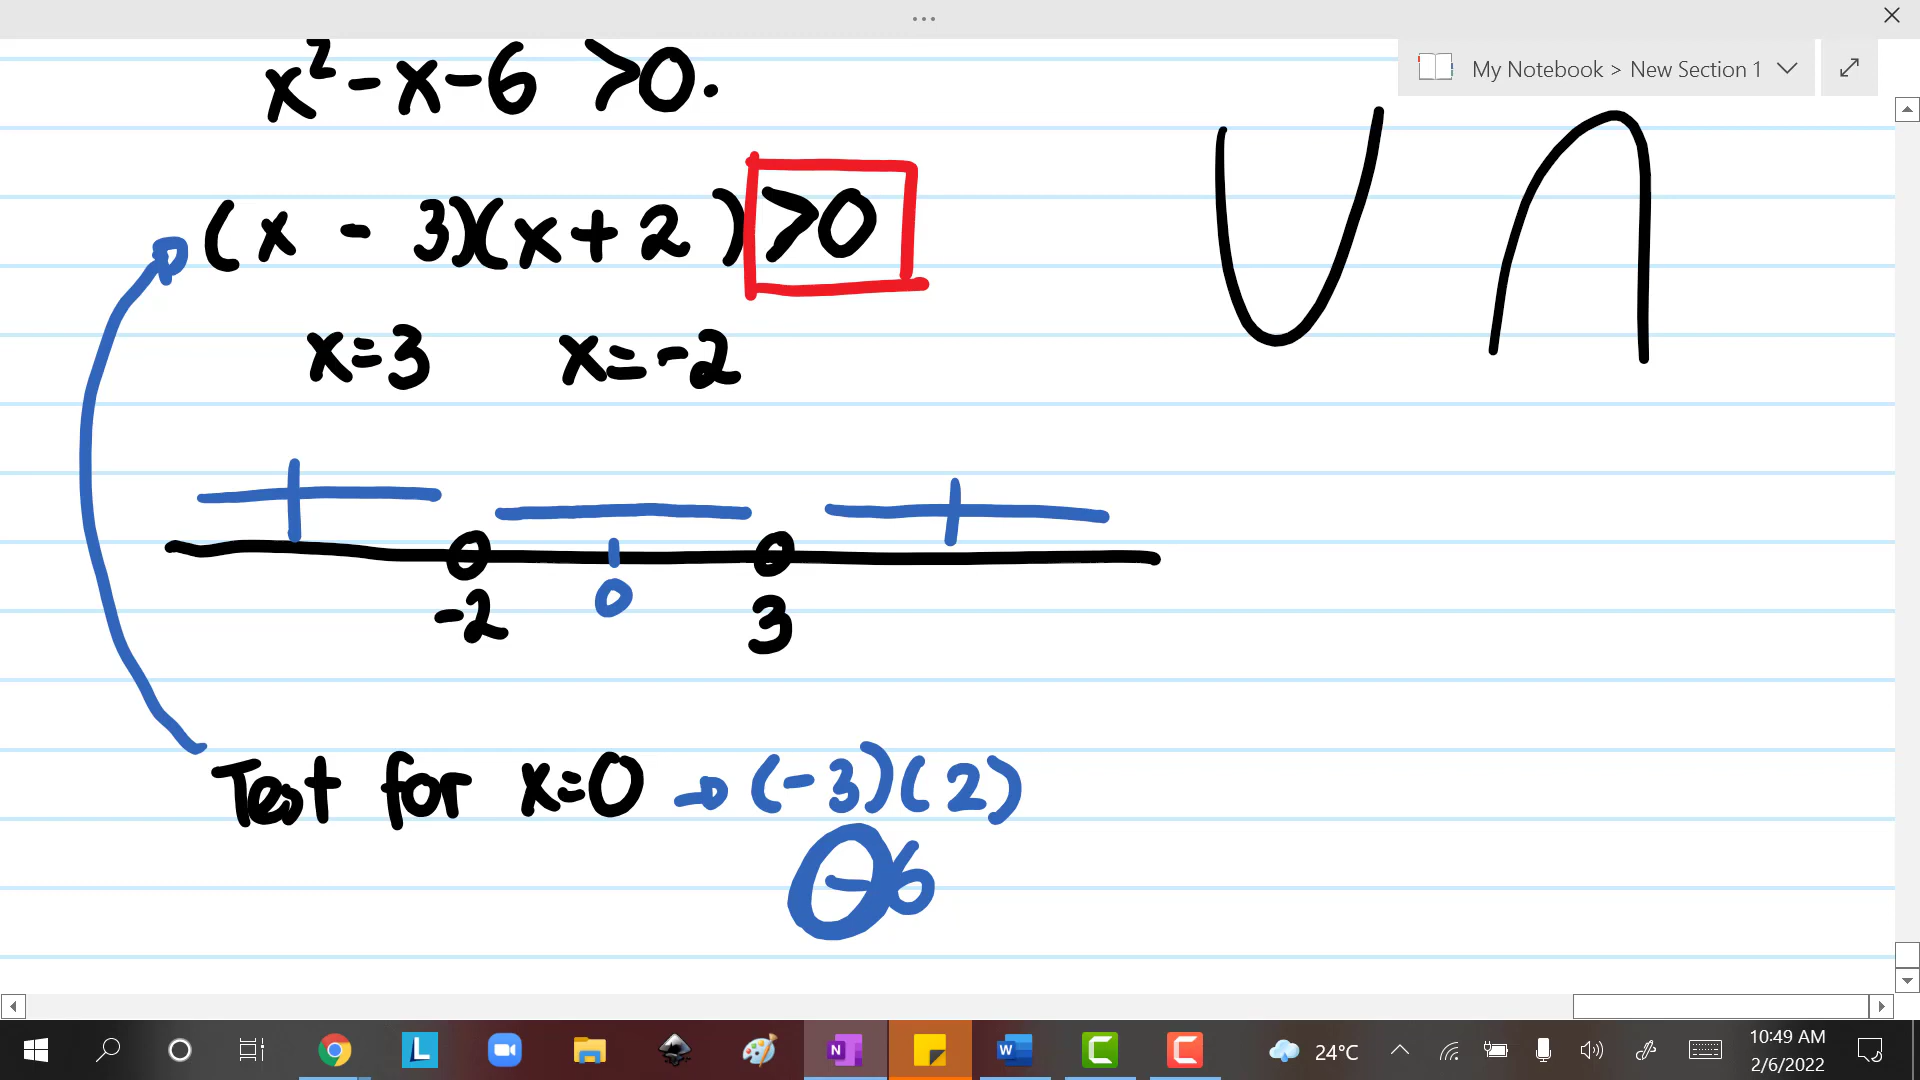 My Notebook > New Section 1
x² - x - 6 > 0.
(x - 3)(x + 2) > 0
x = 3 x = -2
-2 0 3
Test for x = 0 → (-3)(2)
-6
24°C
10:49 AM
2/6/2022